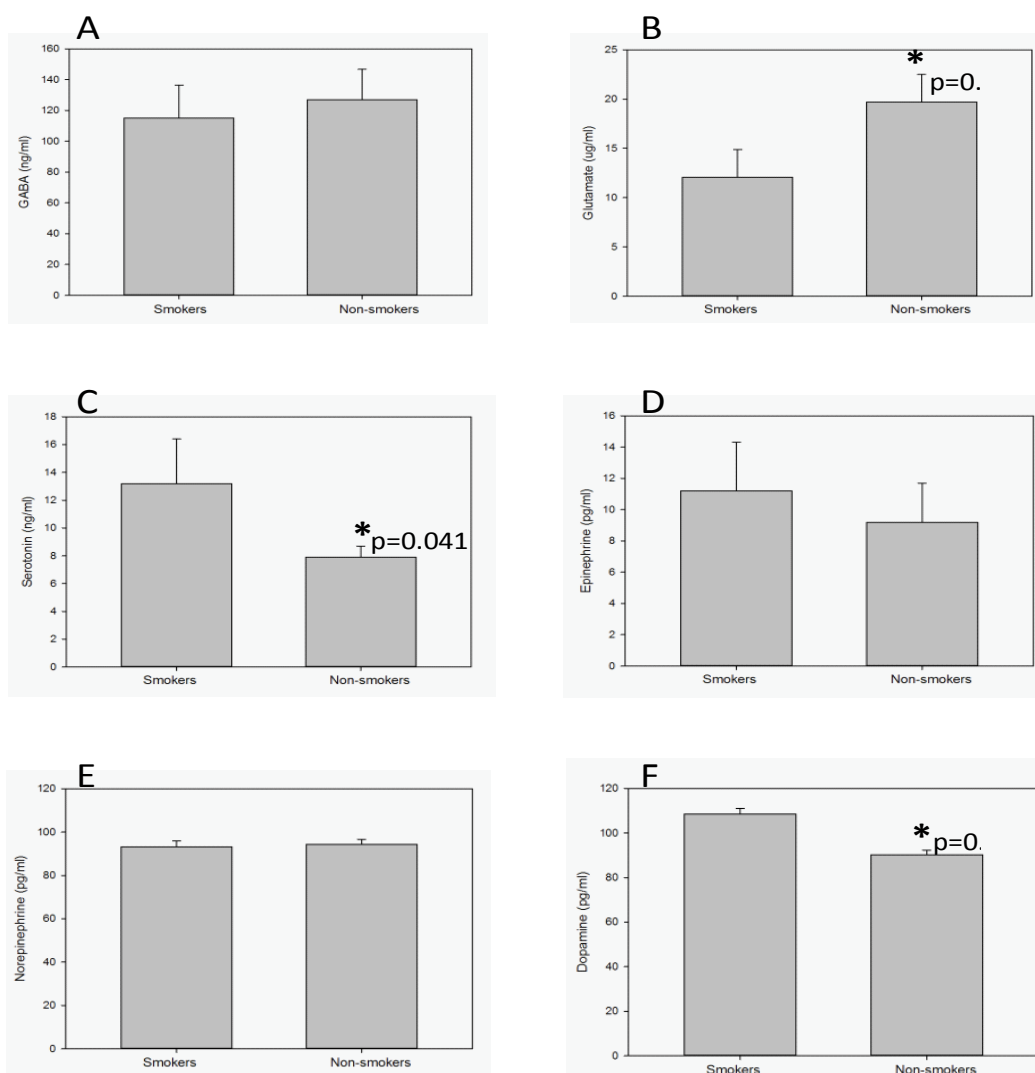 A
GABA (ng/ml)
160
140
120
100
80
60
40
20
0
Smokers Non-smokers
B
Glutamate (ug/ml)
25
20
15
10
5
0
*
p=0.
Smokers Non-smokers
C
Serotonin (ng/ml)
18
16
14
12
10
8
6
4
2
0
*
p=0.041
Smokers Non-smokers
D
Epinephrine (pg/ml)
16
14
12
10
8
6
4
2
0
Smokers Non-smokers
E
Norepinephrine (pg/ml)
120
100
80
60
40
20
0
Smokers Non-smokers
F
Dopamine (pg/ml)
120
100
80
60
40
20
0
*
p=0.
Smokers Non-smokers